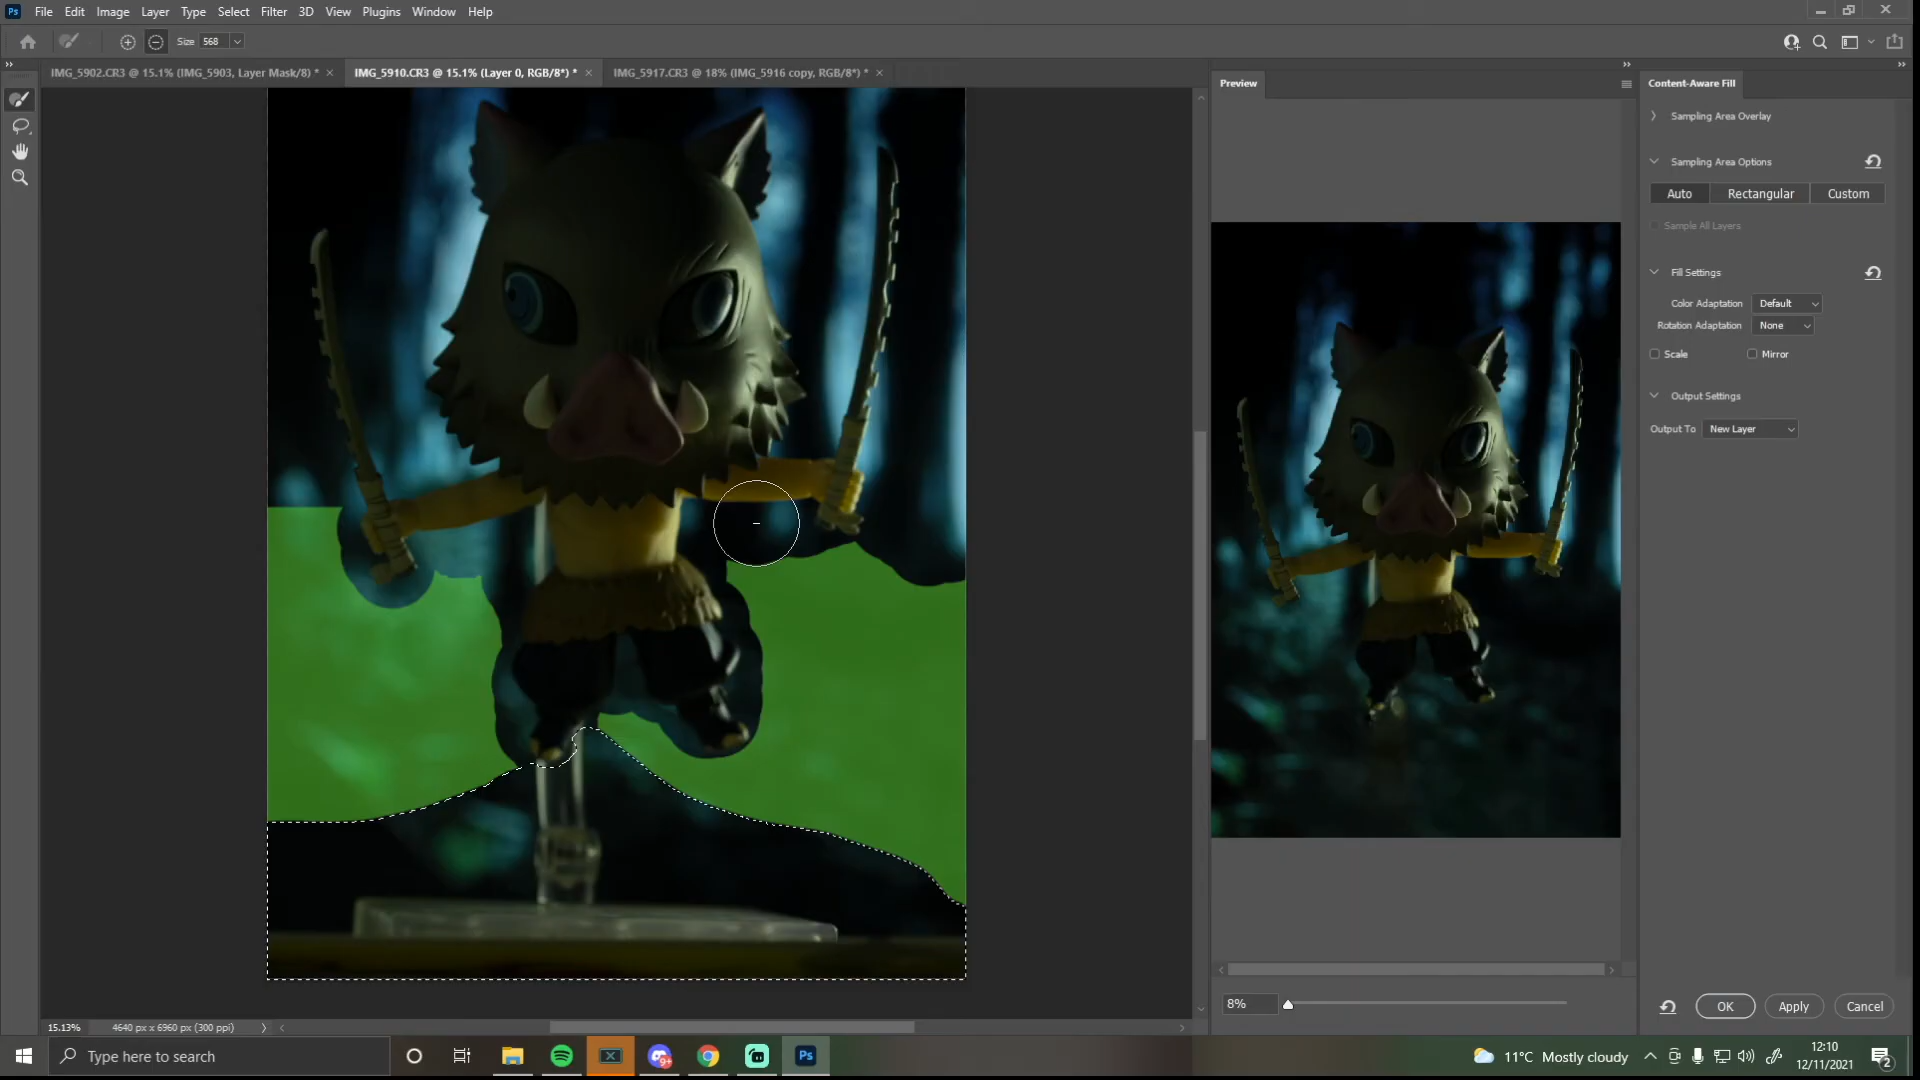 Ps File Edit Image Layer Type Select Filter 3D View Plugins Window Help
Size 568
IMG_5902.CR3 @ 15.1% (IMG_5903, Layer Mask/8) * × IMG_5910.CR3 @ 15.1% (Layer 0, RGB/8*) * × IMG_5917.CR3 @ 18% (IMG_5916 copy, RGB/8*) * ×
Preview
Content-Aware Fill
Sampling Area Overlay
Sampling Area Options
Auto Rectangular Custom
Sample All Layers
Fill Settings
Color Adaptation Default
Rotation Adaptation None
Scale Mirror
Output Settings
Output To New Layer
8%
OK Apply Cancel
15.13% 4640 px x 6960 px (300 ppi)
Type here to search
9+
Ps
11°C Mostly cloudy
12:10
12/11/2021
2